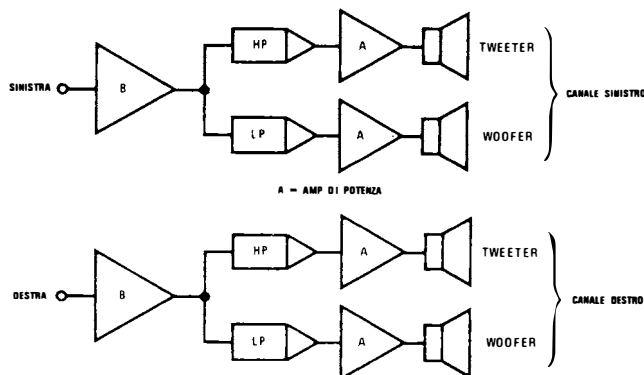 HP
A
TWEETER
SINISTRA
B
CANALE SINISTRO
LP
A
WOOFER
A = AMP DI POTENZA
HP
A
TWEETER
DESTRA
B
CANALE DESTRO
LP
A
WOOFER